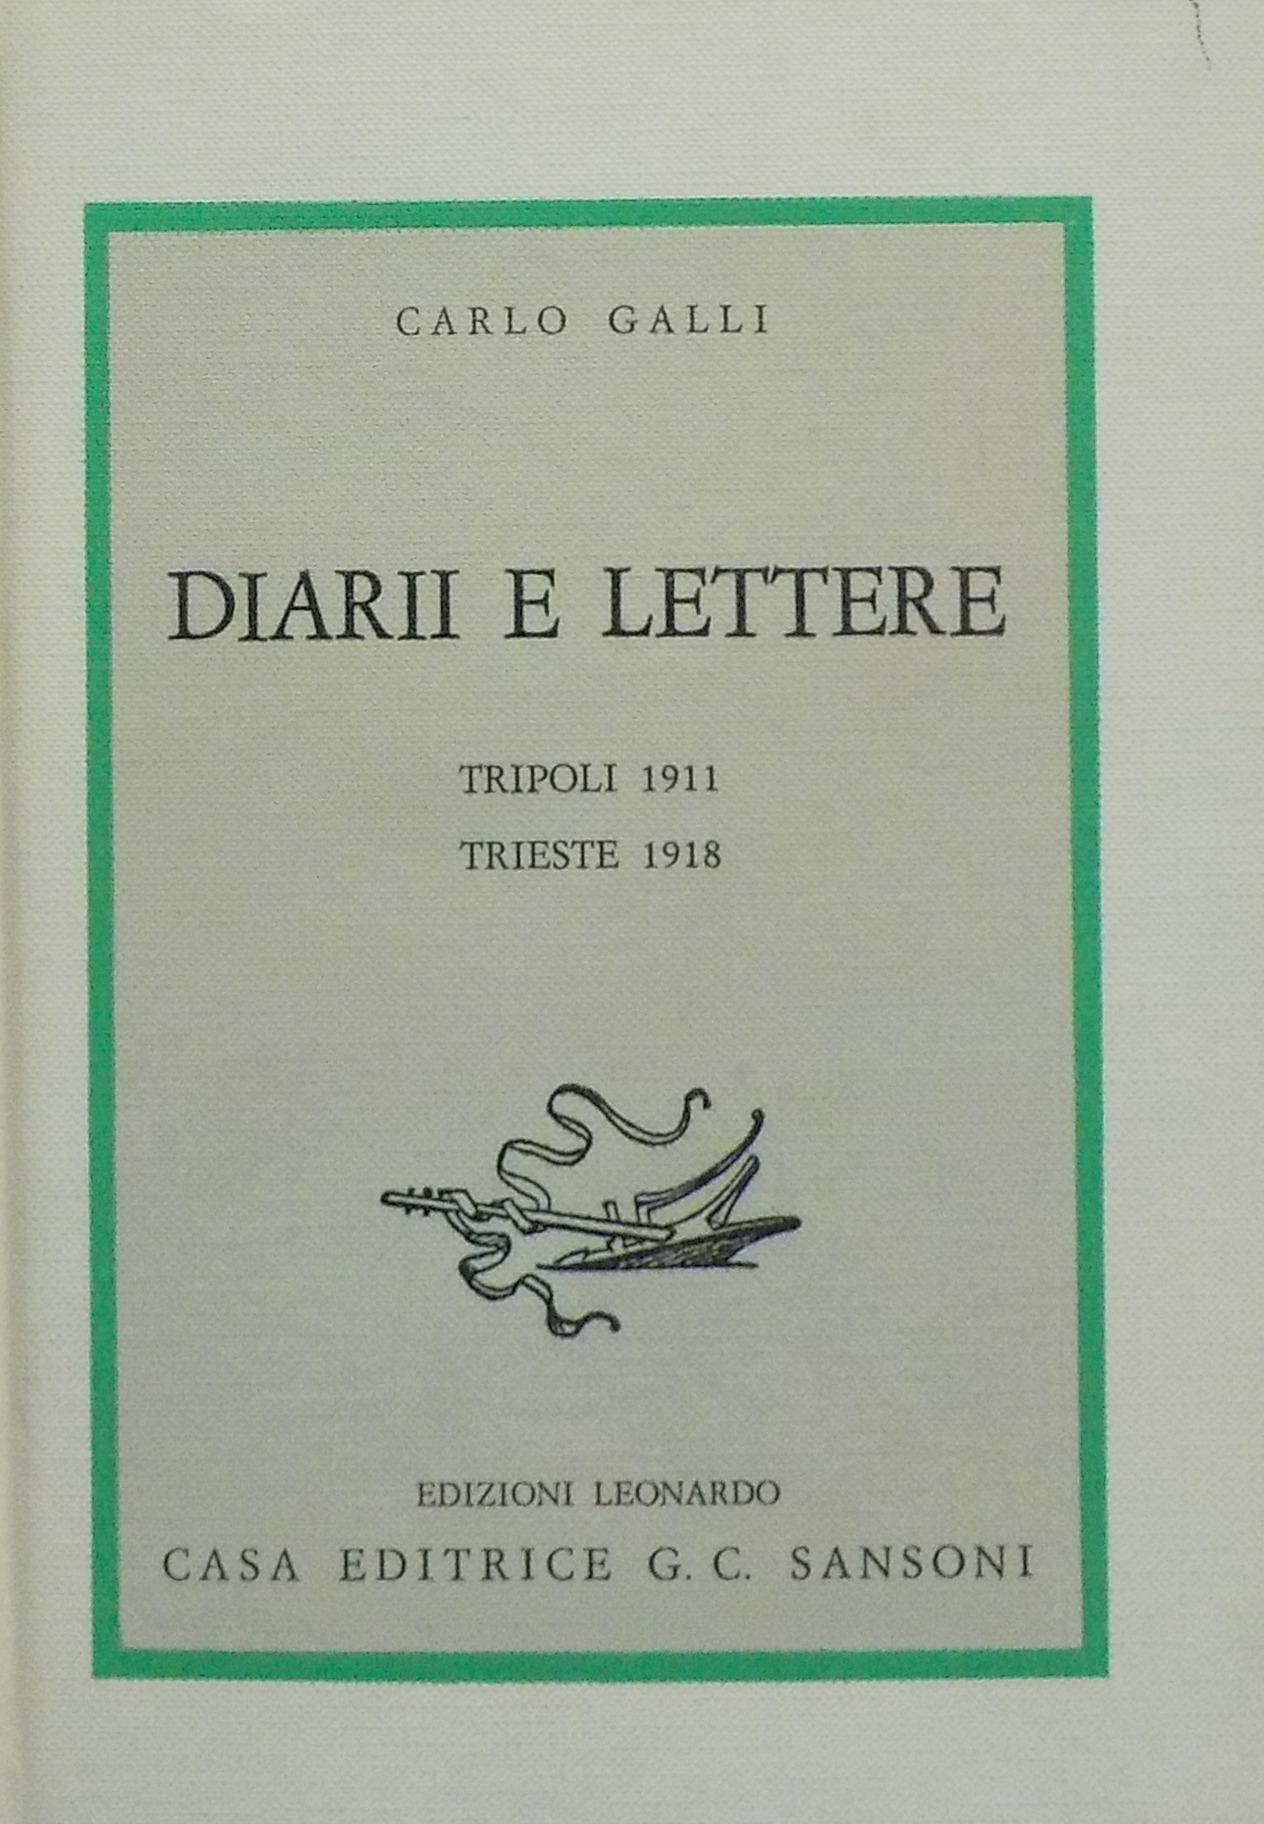 CARLO GALLI
DIARII E LETTERE
TRIPOLI 1911
TRIESTE 1918
EDIZIONI LEONARDO
CASA EDITRICE G. C. SANSONI